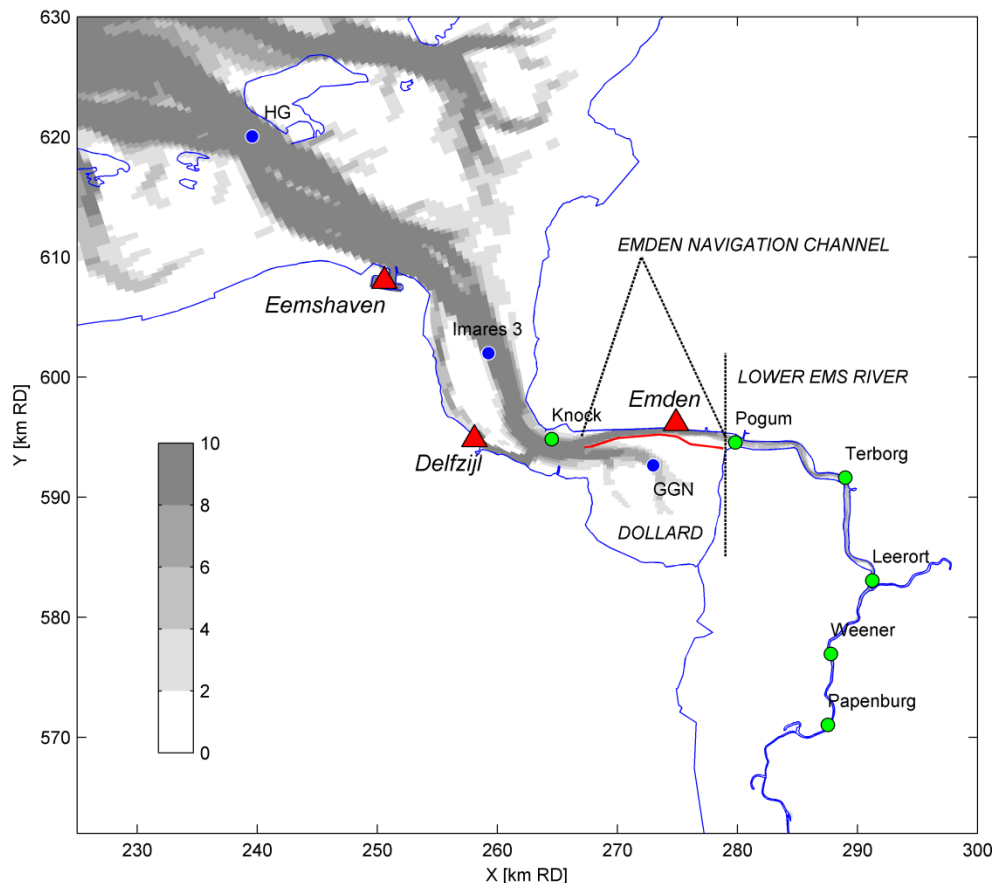 630
620
610
600
590
580
570
Y [km RD]
HG
EMDEN NAVIGATION CHANNEL
Eemshaven
Imares 3
LOWER EMS RIVER
Emden
Knock
Pogum
Delfzijl
Terborg
GGN
DOLLARD
Leerort
Weener
Papenburg
10
8
6
4
2
0
230 240 250 260 270 280 290 300
X [km RD]